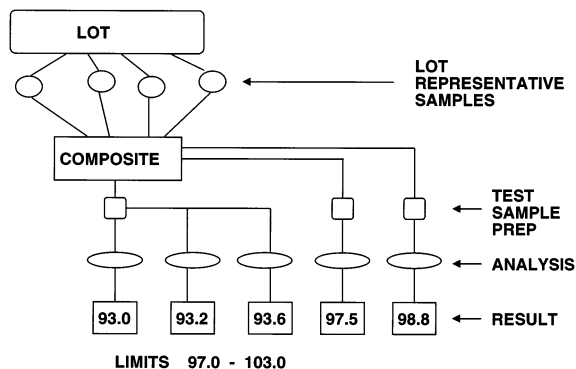 LOT
LOT
REPRESENTATIVE
SAMPLES
COMPOSITE
TEST
SAMPLE
PREP
ANALYSIS
93.0 93.2 93.6 97.5 98.8 RESULT
LIMITS 97.0 - 103.0